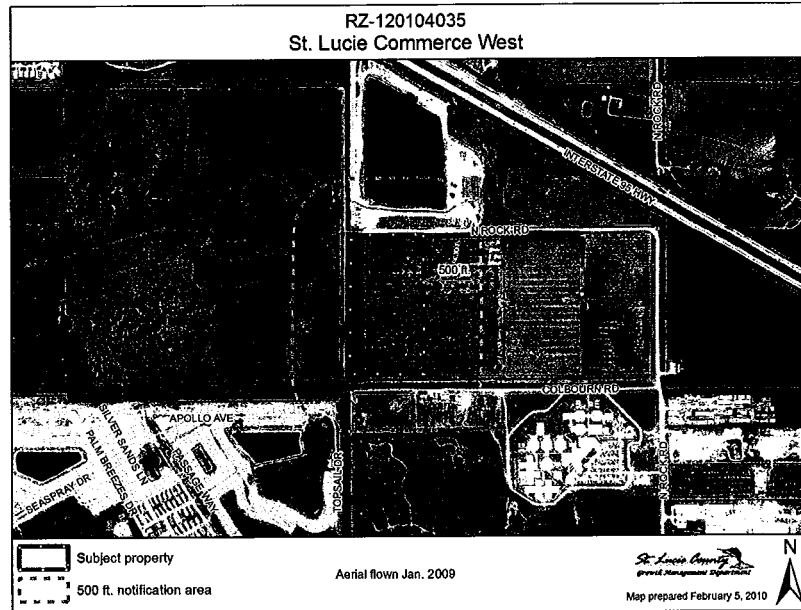 RZ-120104035
St. Lucie Commerce West
N ROCK RD
INTERSTATE 95 HWY
N ROCK RD
500 ft.
COLBOURN RD
APOLLO AVE
SILVER SANDS LN
PALM BREEZES DR
PASSAGE WAY
SEASPRAY DR
TOPSAIL DR
N ROCK RD
Subject property
500 ft. notification area
Aerial flown Jan. 2009
St. Lucie County
Growth Management Department
Map prepared February 5, 2010
N